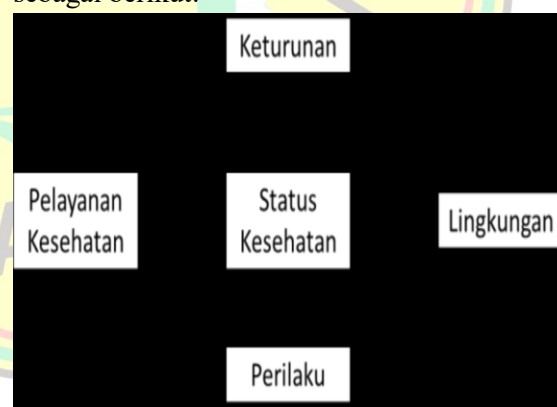 sebagai berikut:
Keturunan
Pelayanan
Kesehatan
Status
Kesehatan
Lingkungan
Perilaku